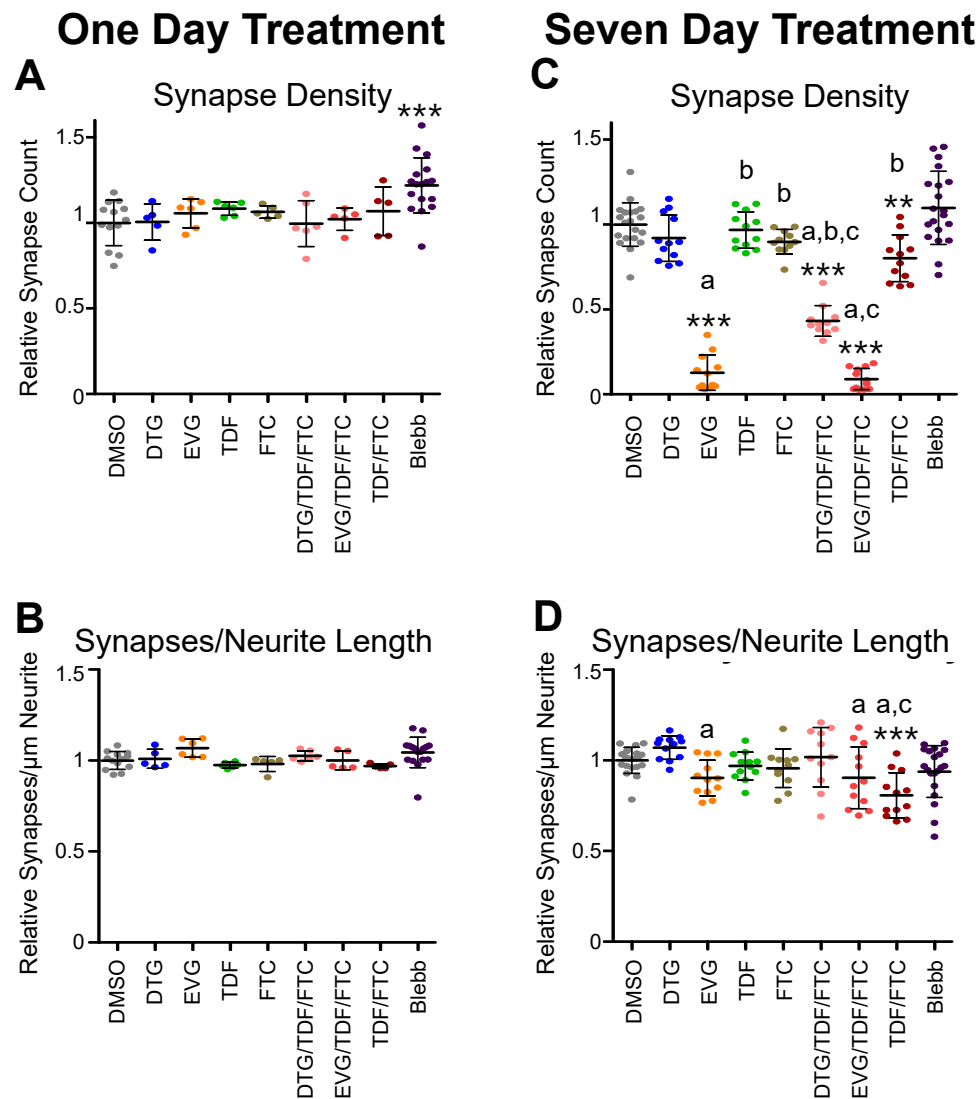 One Day Treatment
Seven Day Treatment
A
Synapse Density
***
Relative Synapse Count
1.5
1
0.5
0
DMSO
DTG
EVG
TDF
FTC
DTG/TDF/FTC
EVG/TDF/FTC
TDF/FTC
Blebb
C
Synapse Density
Relative Synapse Count
1.5
1
0.5
0
a
***
b
b
a,b,c
***
a,c
***
b
**
DMSO
DTG
EVG
TDF
FTC
DTG/TDF/FTC
EVG/TDF/FTC
TDF/FTC
Blebb
B
Synapses/Neurite Length
Relative Synapses/µm Neurite
1.5
1
0.5
0
DMSO
DTG
EVG
TDF
FTC
DTG/TDF/FTC
EVG/TDF/FTC
TDF/FTC
Blebb
D
Synapses/Neurite Length
Relative Synapses/µm Neurite
1.5
1
0.5
0
a
a
a,c
***
DMSO
DTG
EVG
TDF
FTC
DTG/TDF/FTC
EVG/TDF/FTC
TDF/FTC
Blebb